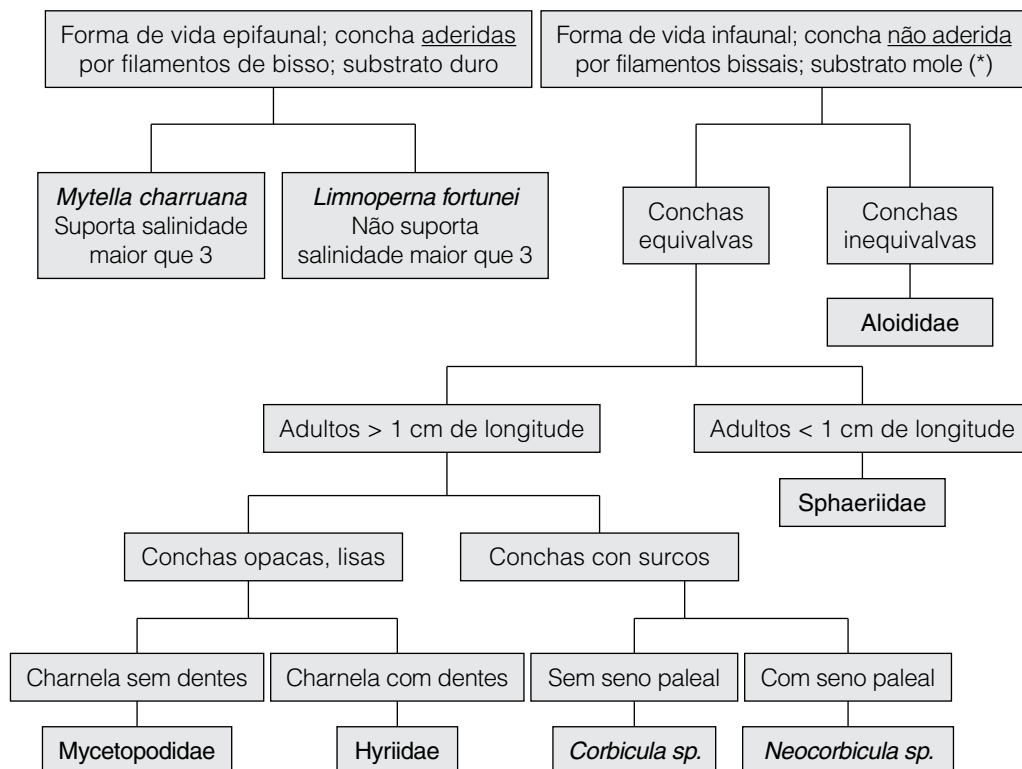 Forma de vida epifaunal; concha aderidas
por filamentos de bisso; substrato duro
Forma de vida infaunal; concha não aderida
por filamentos bissais; substrato mole (*)
Mytella charruana
Suporta salinidade
maior que 3
Limnoperna fortunei
Não suporta
salinidade maior que 3
Conchas
equivalvas
Conchas
inequivalvas
Aloididae
Adultos > 1 cm de longitude
Adultos < 1 cm de longitude
Sphaeriidae
Conchas opacas, lisas
Conchas con surcos
Charnela sem dentes
Charnela com dentes
Sem seno paleal
Com seno paleal
Mycetopodidae
Hyriidae
Corbicula sp.
Neocorbicula sp.